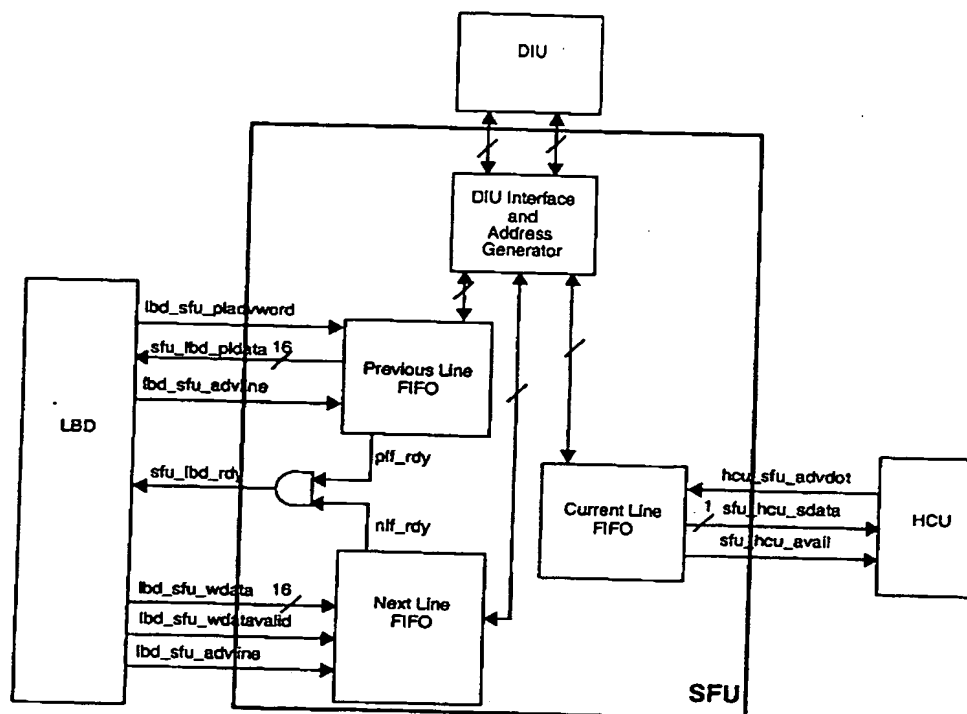 DIU
DIU Interface
and
Address
Generator
lbd_sfu_pladvword
sfu_lbd_pldata 16
lbd_sfu_advline
Previous Line
FIFO
LBD
plf_rdy
sfu_lbd_rdy
nlf_rdy
hcu_sfu_advdot
1 sfu_hcu_sdata
sfu_hcu_avail
Current Line
FIFO
HCU
lbd_sfu_wdata 16
lbd_sfu_wdatavalid
lbd_sfu_advline
Next Line
FIFO
SFU